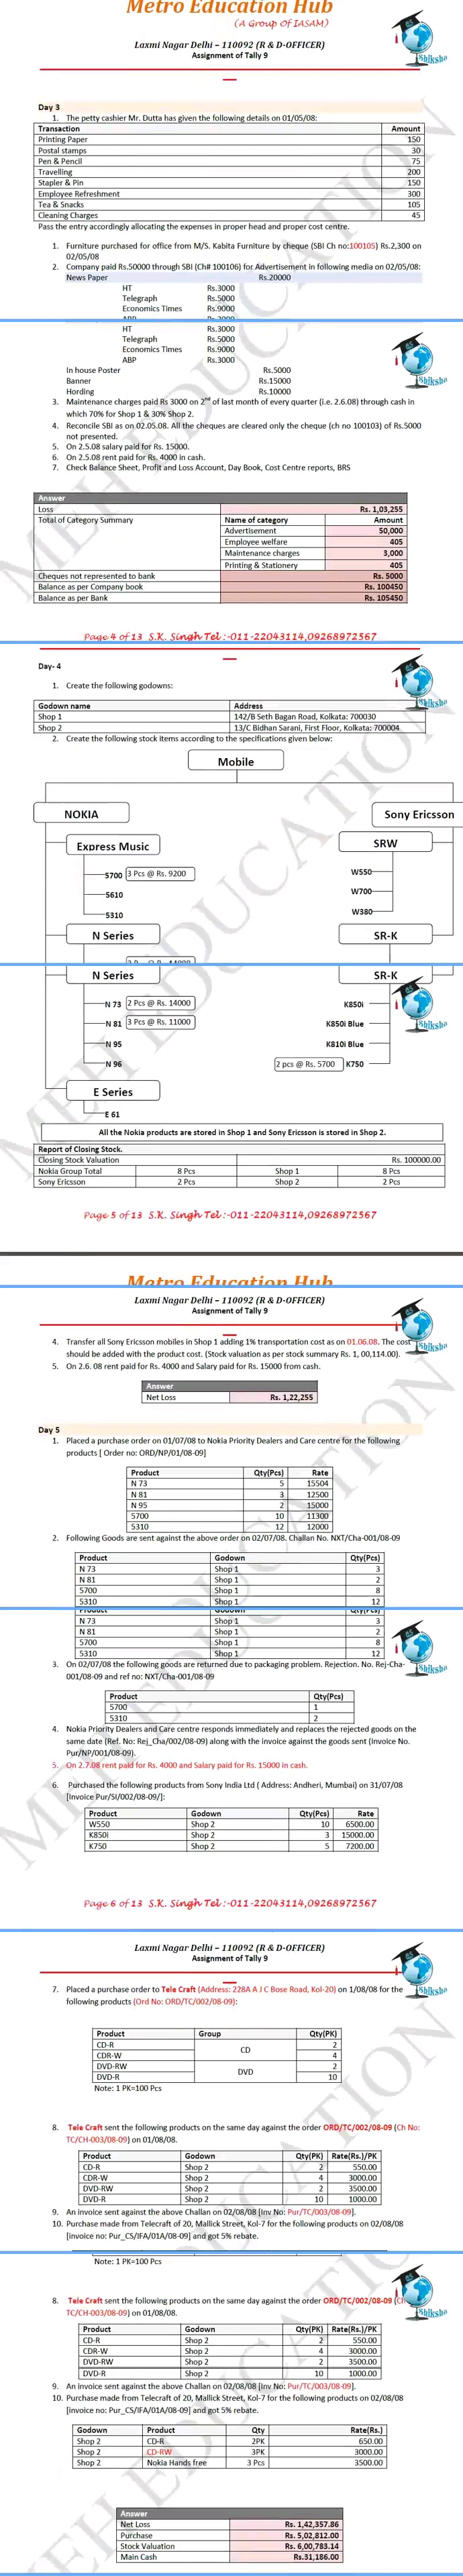 Metro Education Hub
(A Group Of IASAM)
Laxmi Nagar Delhi – 110092 (R & D-OFFICER)
Assignment of Tally 9
Shiksha
Day 3
1. The petty cashier Mr. Dutta has given the following details on 01/05/08:
Transaction Amount
Printing Paper 150
Postal stamps 30
Pen & Pencil 75
Travelling 200
Stapler & Pin 150
Employee Refreshment 300
Tea & Snacks 105
Cleaning Charges 45
Pass the entry accordingly allocating the expenses in proper head and proper cost centre.
1. Furniture purchased for office from M/S. Kabita Furniture by cheque (SBI Ch no:100105) Rs.2,300 on
02/05/08
2. Company paid Rs.50000 through SBI (Ch# 100106) for Advertisement in following media on 02/05/08:
News Paper Rs.20000
HT Rs.3000
Telegraph Rs.5000
Economics Times Rs.9000
ABP Rs.3000
HT Rs.3000
Telegraph Rs.5000
Economics Times Rs.9000
ABP Rs.3000
Shiksha
In house Poster Rs.5000
Banner Rs.15000
Hording Rs.10000
3. Maintenance charges paid Rs 3000 on 2nd of last month of every quarter (i.e. 2.6.08) through cash in
which 70% for Shop 1 & 30% Shop 2.
4. Reconcile SBI as on 02.05.08. All the cheques are cleared only the cheque (ch no 100103) of Rs.5000
not presented.
5. On 2.5.08 salary paid for Rs. 15000.
6. On 2.5.08 rent paid for Rs. 4000 in cash.
7. Check Balance Sheet, Profit and Loss Account, Day Book, Cost Centre reports, BRS
Answer
Loss Rs. 1,03,255
Total of Category Summary Name of category Amount
Advertisement 50,000
Employee welfare 405
Maintenance charges 3,000
Printing & Stationery 405
Cheques not represented to bank Rs. 5000
Balance as per Company book Rs. 100450
Balance as per Bank Rs. 105450
MEH EDUCATION
Page 4 of 13 S.K. Singh Tel :-011-22043114,09268972567
Day- 4
Shiksha
1. Create the following godowns:
Godown name Address
Shop 1 142/B Seth Bagan Road, Kolkata: 700030
Shop 2 13/C Bidhan Sarani, First Floor, Kolkata: 700004
2. Create the following stock items according to the specifications given below:
Mobile
NOKIA Sony Ericsson
Express Music SRW
5700 3 Pcs @ Rs. 9200 W550
5610 W700
5310 W380
N Series SR-K
N Series SR-K
N 73 2 Pcs @ Rs. 14000 K850i
N 81 3 Pcs @ Rs. 11000 K850i Blue
Shiksha
N 95 K810i Blue
N 96 2 pcs @ Rs. 5700 K750
E Series
E 61
All the Nokia products are stored in Shop 1 and Sony Ericsson is stored in Shop 2.
Report of Closing Stock.
Closing Stock Valuation Rs. 100000.00
Nokia Group Total 8 Pcs Shop 1 8 Pcs
Sony Ericsson 2 Pcs Shop 2 2 Pcs
MEH EDUCATION
Page 5 of 13 S.K. Singh Tel :-011-22043114,09268972567
Metro Education Hub
Laxmi Nagar Delhi – 110092 (R & D-OFFICER)
Assignment of Tally 9
Shiksha
4. Transfer all Sony Ericsson mobiles in Shop 1 adding 1% transportation cost as on 01.06.08. The cost
should be added with the product cost. (Stock valuation as per stock summary Rs. 1, 00,114.00).
5. On 2.6. 08 rent paid for Rs. 4000 and Salary paid for Rs. 15000 from cash.
Answer
Net Loss Rs. 1,22,255
Day 5
1. Placed a purchase order on 01/07/08 to Nokia Priority Dealers and Care centre for the following
products [ Order no: ORD/NP/01/08-09]
Product Qty(Pcs) Rate
N 73 5 15504
N 81 3 12500
N 95 2 15000
5700 10 11300
5310 12 12000
2. Following Goods are sent against the above order on 02/07/08. Challan No. NXT/Cha-001/08-09
Product Godown Qty(Pcs)
N 73 Shop 1 3
N 81 Shop 1 2
5700 Shop 1 8
5310 Shop 1 12
Product Godown Qty(Pcs)
N 73 Shop 1 3
N 81 Shop 1 2
5700 Shop 1 8
5310 Shop 1 12
Shiksha
3. On 02/07/08 the following goods are returned due to packaging problem. Rejection. No. Rej-Cha-
001/08-09 and ref no: NXT/Cha-001/08-09
Product Qty(Pcs)
5700 1
5310 2
4. Nokia Priority Dealers and Care centre responds immediately and replaces the rejected goods on the
same date (Ref. No: Rej_Cha/002/08-09) along with the invoice against the goods sent (Invoice No.
Pur/NP/001/08-09).
5. On 2.7.08 rent paid for Rs. 4000 and Salary paid for Rs. 15000 in cash.
6. Purchased the following products from Sony India Ltd ( Address: Andheri, Mumbai) on 31/07/08
[Invoice Pur/SI/002/08-09/]:
Product Godown Qty(Pcs) Rate
W550 Shop 2 10 6500.00
K850i Shop 2 3 15000.00
K750 Shop 2 5 7200.00
MEH EDUCATION
Page 6 of 13 S.K. Singh Tel :-011-22043114,09268972567
Laxmi Nagar Delhi – 110092 (R & D-OFFICER)
Assignment of Tally 9
Shiksha
7. Placed a purchase order to Tele Craft (Address: 228A A J C Bose Road, Kol-20) on 1/08/08 for the
following products (Ord No: ORD/TC/002/08-09):
Product Group Qty(PK)
CD-R CD 2
CDR-W 4
DVD-RW DVD 2
DVD-R 10
Note: 1 PK=100 Pcs
8. Tele Craft sent the following products on the same day against the order ORD/TC/002/08-09 (Ch No:
TC/CH-003/08-09) on 01/08/08.
Product Godown Qty(PK) Rate(Rs.)/PK
CD-R Shop 2 2 550.00
CDR-W Shop 2 4 3000.00
DVD-RW Shop 2 2 3500.00
DVD-R Shop 2 10 1000.00
9. An invoice sent against the above Challan on 02/08/08 [Inv No: Pur/TC/003/08-09].
10. Purchase made from Telecraft of 20, Mallick Street, Kol-7 for the following products on 02/08/08
[invoice no: Pur_CS/IFA/01A/08-09] and got 5% rebate.
Note: 1 PK=100 Pcs
8. Tele Craft sent the following products on the same day against the order ORD/TC/002/08-09 (Ch
TC/CH-003/08-09) on 01/08/08.
Shiksha
Product Godown Qty(PK) Rate(Rs.)/PK
CD-R Shop 2 2 550.00
CDR-W Shop 2 4 3000.00
DVD-RW Shop 2 2 3500.00
DVD-R Shop 2 10 1000.00
9. An invoice sent against the above Challan on 02/08/08 [Inv No: Pur/TC/003/08-09].
10. Purchase made from Telecraft of 20, Mallick Street, Kol-7 for the following products on 02/08/08
[invoice no: Pur_CS/IFA/01A/08-09] and got 5% rebate.
Godown Product Qty Rate(Rs.)
Shop 2 CD-R 2PK 650.00
Shop 2 CD-RW 3PK 3000.00
Shop 2 Nokia Hands free 3 Pcs 3500.00
Answer
Net Loss Rs. 1,42,357.86
Purchase Rs. 5,02,812.00
Stock Valuation Rs. 6,00,783.14
Main Cash Rs.31,186.00
MEH EDUCATION